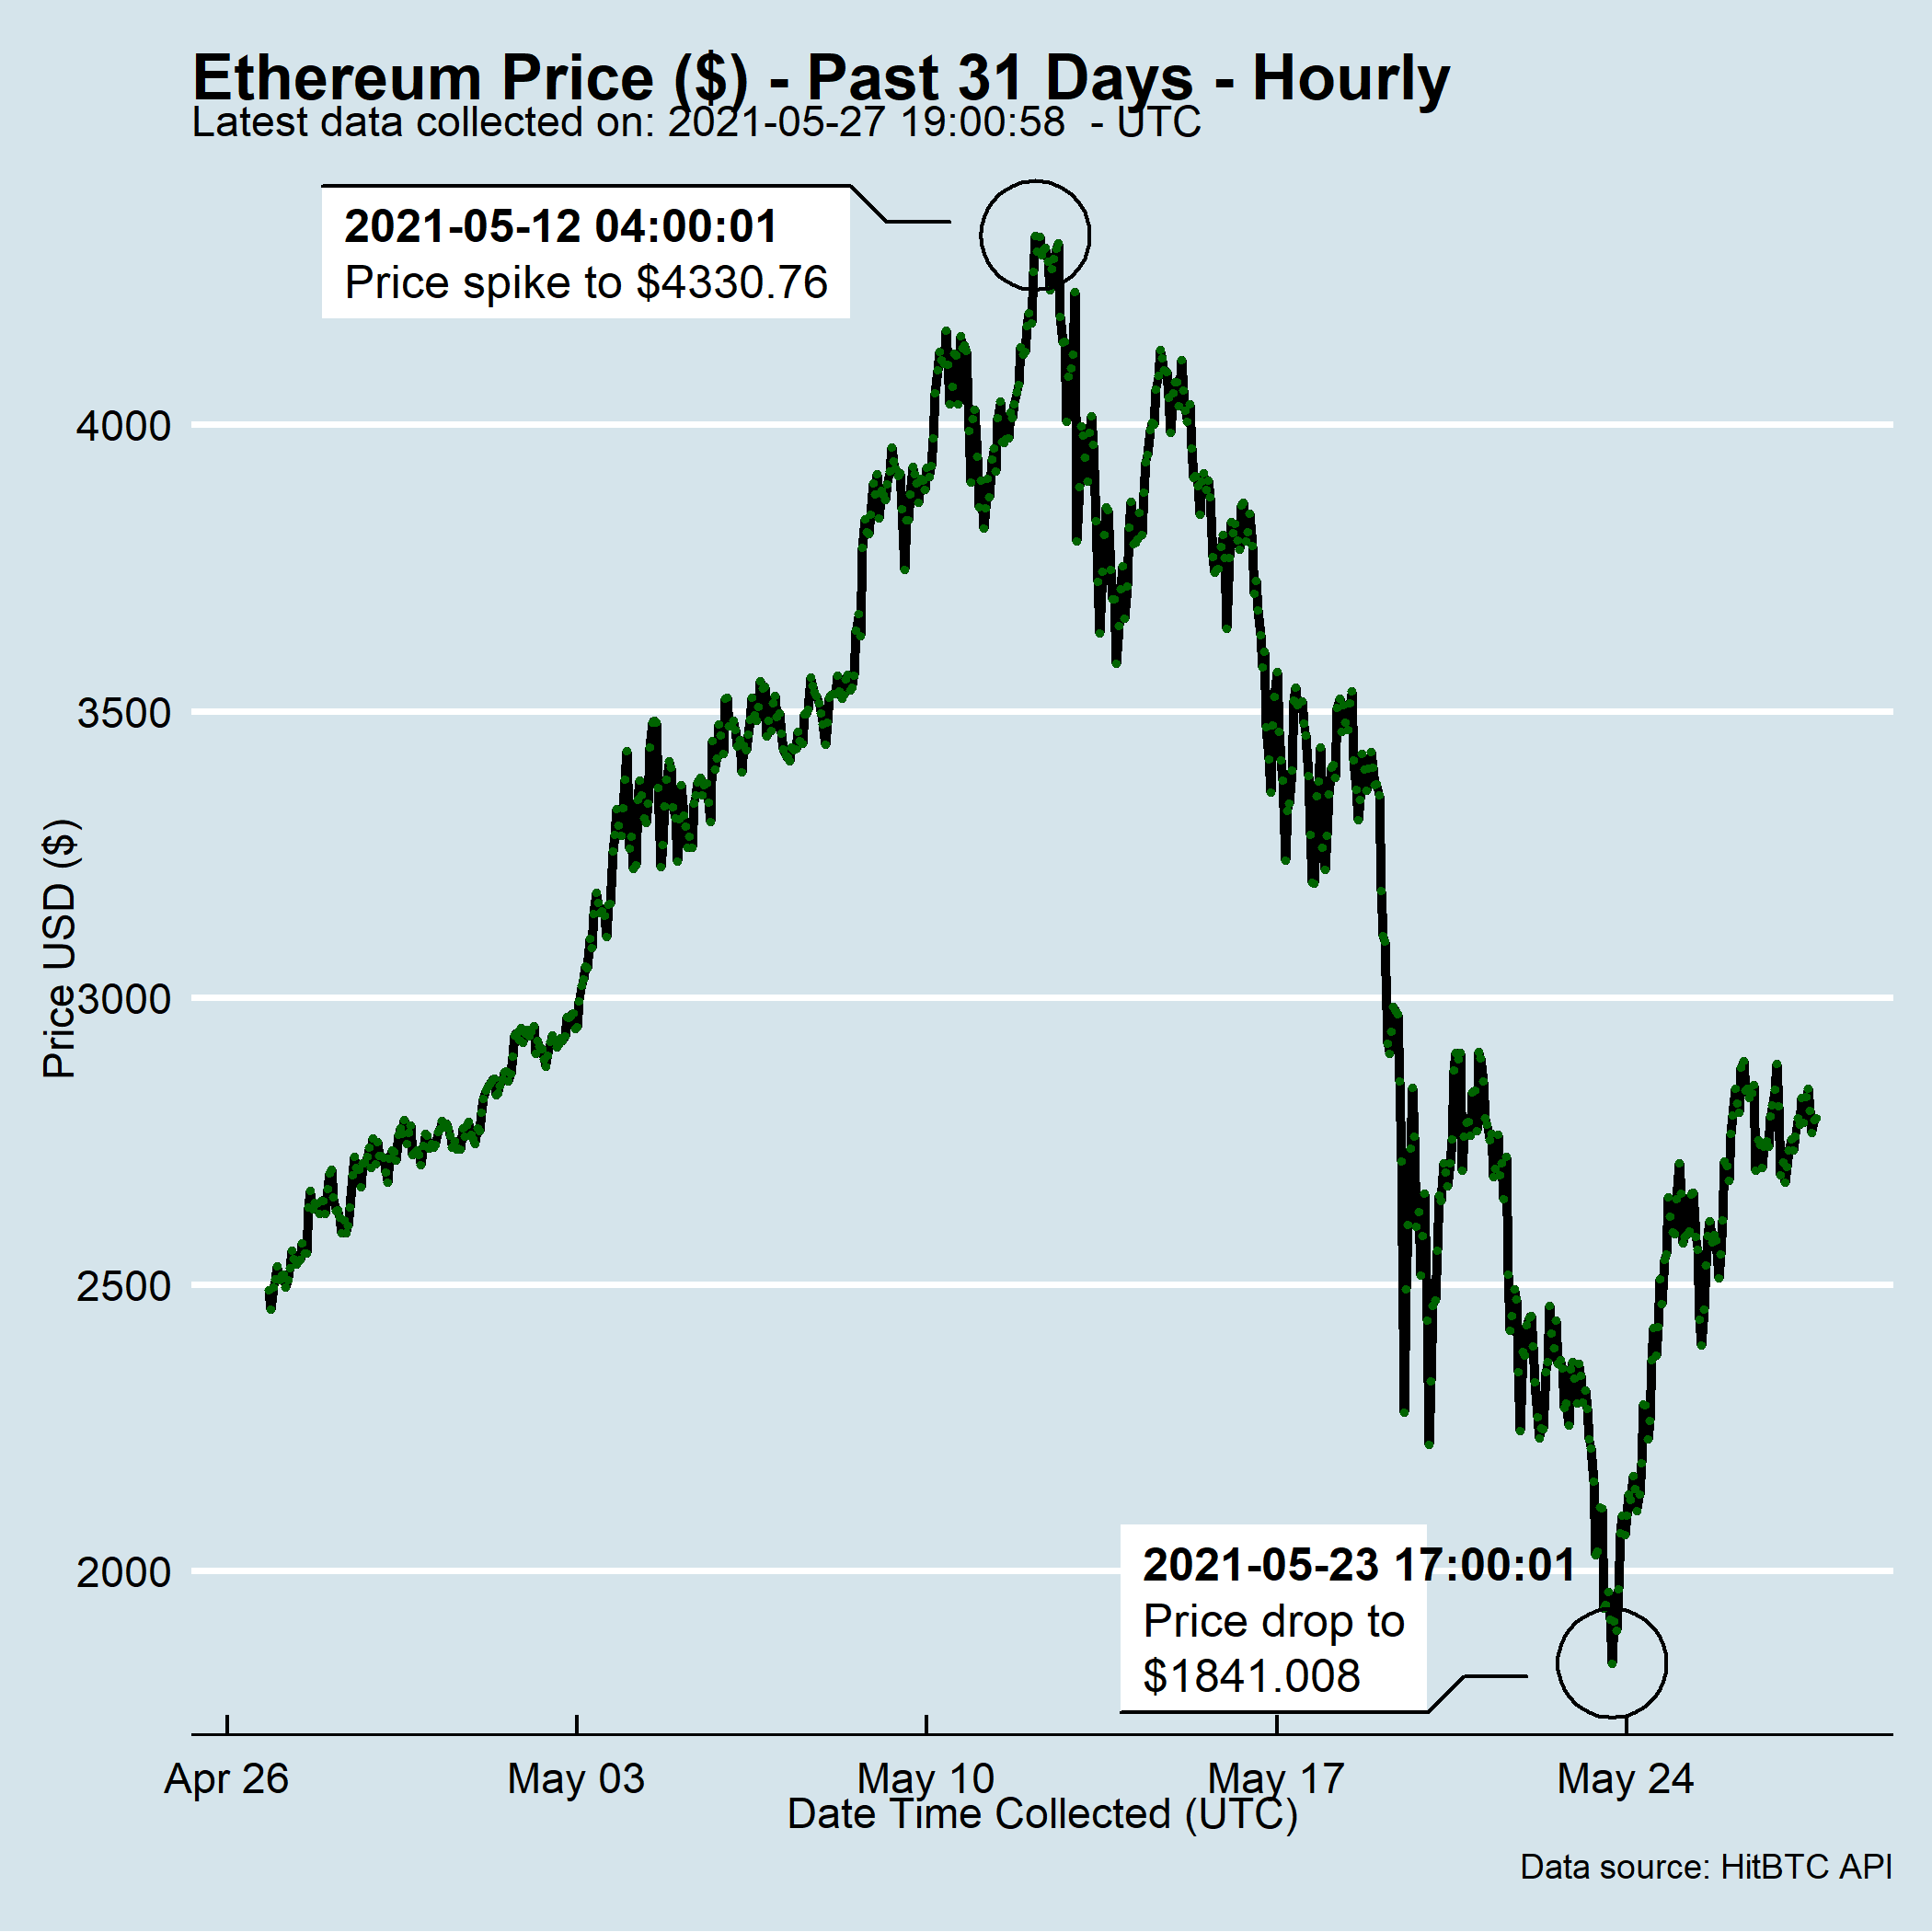 Ethereum Price ($) - Past 31 Days - Hourly
Latest data collected on: 2021-05-27 19:00:58  - UTC
2021-05-12 04:00:01
Price spike to $4330.76
4000
3500
3000
2500
2000
Price USD ($)
2021-05-23 17:00:01
Price drop to
$1841.008
Apr 26
May 03
May 10
May 17
May 24
Date Time Collected (UTC)
Data source: HitBTC API